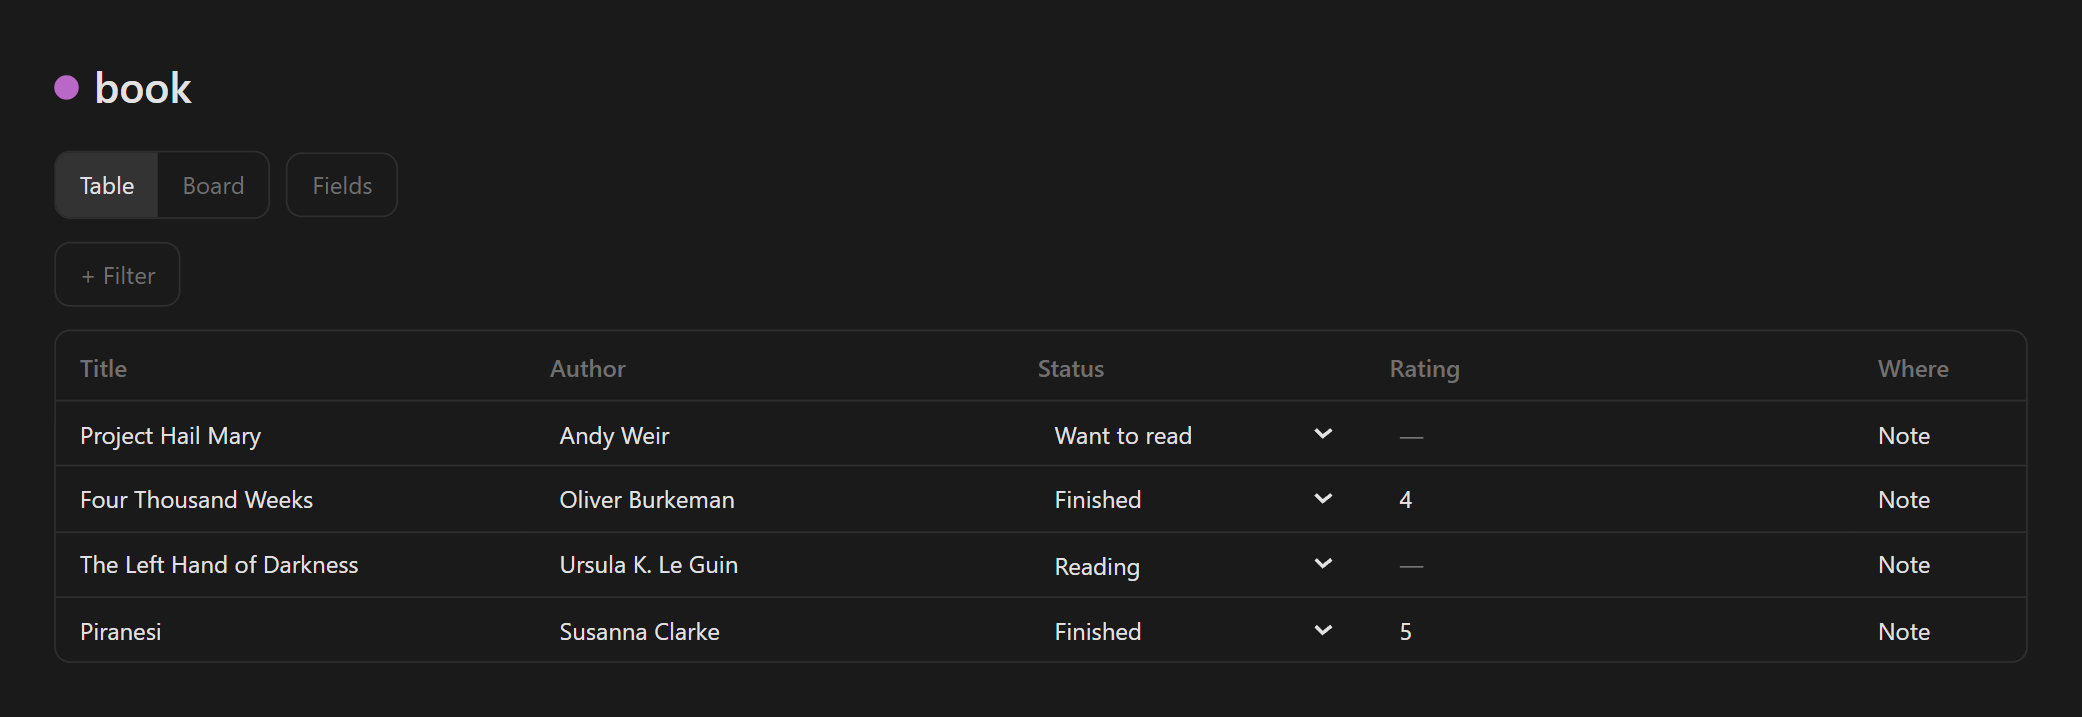 book
Table Board Fields
+ Filter
Title Author Status Rating Where
Project Hail Mary Andy Weir Want to read — Note
Four Thousand Weeks Oliver Burkeman Finished 4 Note
The Left Hand of Darkness Ursula K. Le Guin Reading — Note
Piranesi Susanna Clarke Finished 5 Note